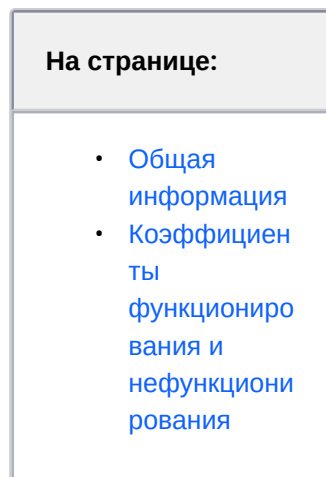 На странице:
• Общая
информация
• Коэффициен
ты
функциониро
вания и
нефункциони
рования